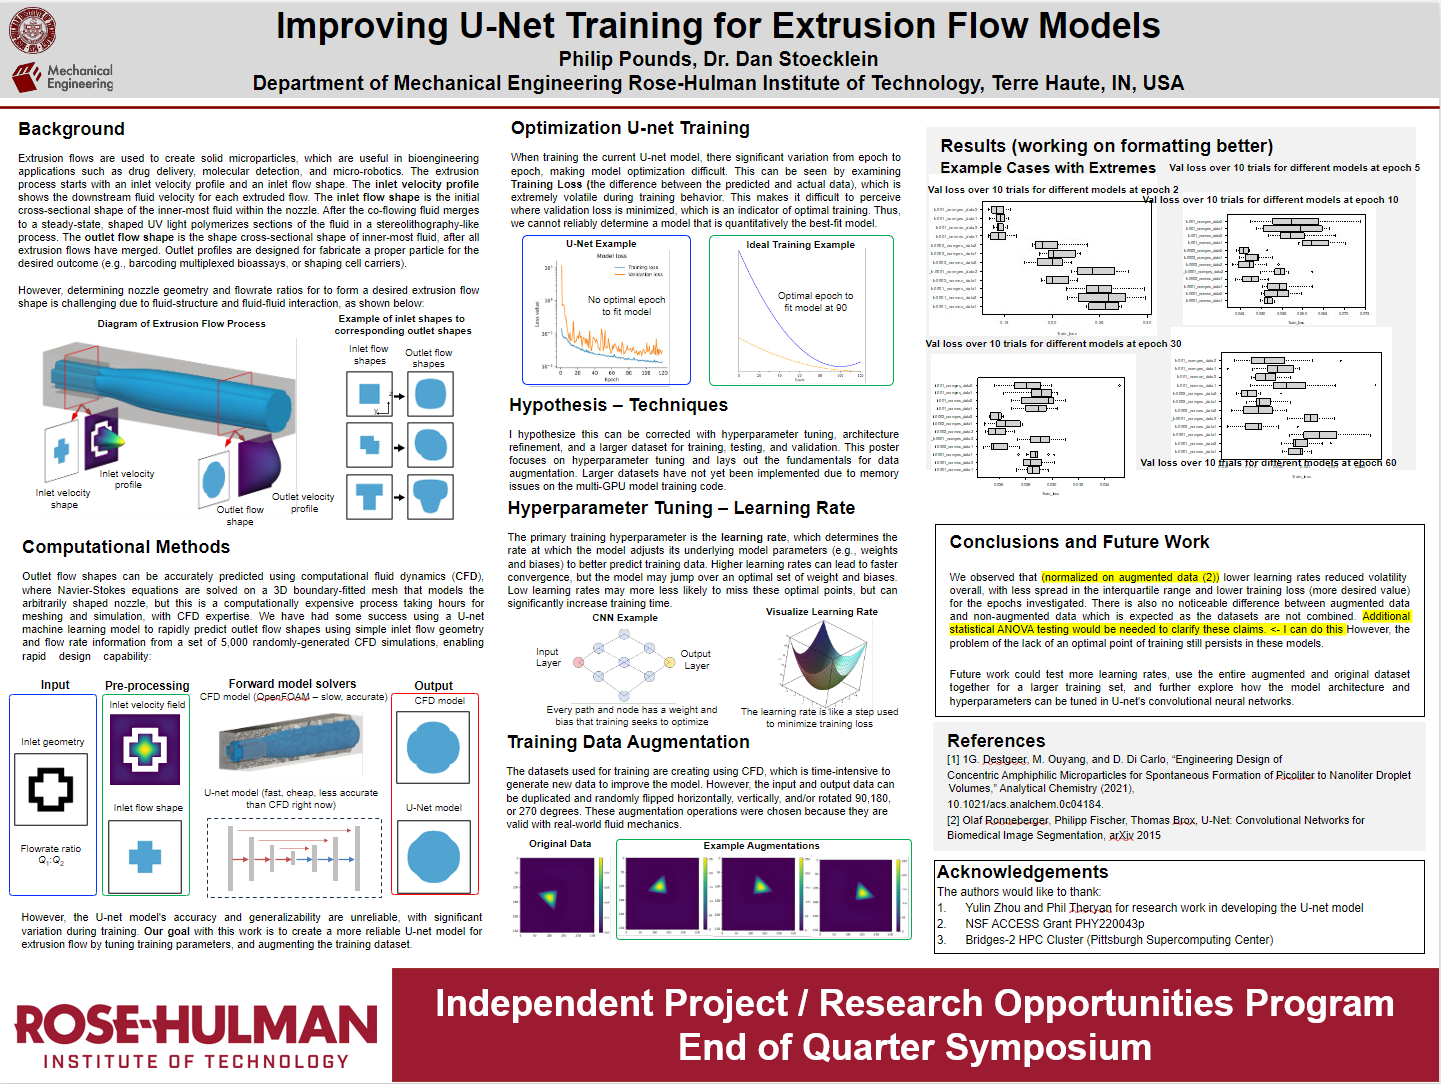 Improving U-Net Training for Extrusion Flow Models
Philip Pounds, Dr. Dan Stoecklein
Department of Mechanical Engineering Rose-Hulman Institute of Technology, Terre Haute, IN, USA
Mechanical
Engineering
Background
Extrusion flows are used to create solid microparticles, which are useful in bioengineering
applications such as drug delivery, molecular detection, and micro-robotics. The extrusion
process starts with an inlet velocity profile and an inlet flow shape. The inlet velocity profile
shows the downstream fluid velocity for each extruded flow. The inlet flow shape is the initial
cross-sectional shape of the inner-most fluid within the nozzle. After the co-flowing fluid merges
to a steady-state, shaped UV light polymerizes sections of the fluid in a stereolithography-like
process. The outlet flow shape is the shape cross-sectional shape of inner-most fluid, after all
extrusion flows have merged. Outlet profiles are designed for fabricate a proper particle for the
desired outcome (e.g., barcoding multiplexed bioassays, or shaping cell carriers).
However, determining nozzle geometry and flowrate ratios for to form a desired extrusion flow
shape is challenging due to fluid-structure and fluid-fluid interaction, as shown below:
Diagram of Extrusion Flow Process
Example of inlet shapes to
corresponding outlet shapes
Inlet flow
shapes
Outlet flow
shapes
z
y
Inlet velocity
shape
Inlet velocity
profile
Outlet flow
shape
Outlet velocity
profile
Computational Methods
Outlet flow shapes can be accurately predicted using computational fluid dynamics (CFD),
where Navier-Stokes equations are solved on a 3D boundary-fitted mesh that models the
arbitrarily shaped nozzle, but this is a computationally expensive process taking hours for
meshing and simulation, with CFD expertise. We have had some success using a U-net
machine learning model to rapidly predict outlet flow shapes using simple inlet flow geometry
and flow rate information from a set of 5,000 randomly-generated CFD simulations, enabling
rapid design capability:
Input
Pre-processing
Forward model solvers
Output
Inlet velocity field
CFD model (OpenFOAM – slow, accurate)
CFD model
Inlet geometry
U-net model (fast, cheap, less accurate
than CFD right now)
Inlet flow shape
U-Net model
Flowrate ratio
Q1:Q2
However, the U-net model's accuracy and generalizability are unreliable, with significant
variation during training. Our goal with this work is to create a more reliable U-net model for
extrusion flow by tuning training parameters, and augmenting the training dataset.
Optimization U-net Training
When training the current U-net model, there significant variation from epoch to
epoch, making model optimization difficult. This can be seen by examining
Training Loss (the difference between the predicted and actual data), which is
extremely volatile during training behavior. This makes it difficult to perceive
where validation loss is minimized, which is an indicator of optimal training. Thus,
we cannot reliably determine a model that is quantitatively the best-fit model.
U-Net Example
Model loss
Training loss
Validation loss
No optimal epoch
to fit model
Loss value
0 20 40 60 80 100 120
Epoch
Ideal Training Example
Optimal epoch to
fit model at 90
0 20 40 60 80 100 120
Epoch
Hypothesis – Techniques
I hypothesize this can be corrected with hyperparameter tuning, architecture
refinement, and a larger dataset for training, testing, and validation. This poster
focuses on hyperparameter tuning and lays out the fundamentals for data
augmentation. Larger datasets have not yet been implemented due to memory
issues on the multi-GPU model training code.
Hyperparameter Tuning – Learning Rate
The primary training hyperparameter is the learning rate, which determines the
rate at which the model adjusts its underlying model parameters (e.g., weights
and biases) to better predict training data. Higher learning rates can lead to faster
convergence, but the model may jump over an optimal set of weight and biases.
Low learning rates may more less likely to miss these optimal points, but can
significantly increase training time.
CNN Example
Visualize Learning Rate
Input
Layer
Output
Layer
Every path and node has a weight and
bias that training seeks to optimize
The learning rate is like a step used
to minimize training loss
Training Data Augmentation
The datasets used for training are creating using CFD, which is time-intensive to
generate new data to improve the model. However, the input and output data can
be duplicated and randomly flipped horizontally, vertically, and/or rotated 90,180,
or 270 degrees. These augmentation operations were chosen because they are
valid with real-world fluid mechanics.
Original Data
Example Augmentations
Results (working on formatting better)
Example Cases with Extremes
Val loss over 10 trials for different models at epoch 5
Val loss over 10 trials for different models at epoch 2
Val loss over 10 trials for different models at epoch 10
Val loss over 10 trials for different models at epoch 30
Val loss over 10 trials for different models at epoch 60
Conclusions and Future Work
We observed that (normalized on augmented data (2)) lower learning rates reduced volatility
overall, with less spread in the interquartile range and lower training loss (more desired value)
for the epochs investigated. There is also no noticeable difference between augmented data
and non-augmented data which is expected as the datasets are not combined. Additional
statistical ANOVA testing would be needed to clarify these claims. <- I can do this However, the
problem of the lack of an optimal point of training still persists in these models.
Future work could test more learning rates, use the entire augmented and original dataset
together for a larger training set, and further explore how the model architecture and
hyperparameters can be tuned in U-net's convolutional neural networks.
References
[1] 1G. Destgeer, M. Ouyang, and D. Di Carlo, “Engineering Design of
Concentric Amphiphilic Microparticles for Spontaneous Formation of Picoliter to Nanoliter Droplet
Volumes,” Analytical Chemistry (2021),
10.1021/acs.analchem.0c04184.
[2] Olaf Ronneberger, Philipp Fischer, Thomas Brox, U-Net: Convolutional Networks for
Biomedical Image Segmentation, arXiv 2015
Acknowledgements
The authors would like to thank:
1. Yulin Zhou and Phil Theryan for research work in developing the U-net model
2. NSF ACCESS Grant PHY220043p
3. Bridges-2 HPC Cluster (Pittsburgh Supercomputing Center)
ROSE-HULMAN
INSTITUTE OF TECHNOLOGY
Independent Project / Research Opportunities Program
End of Quarter Symposium